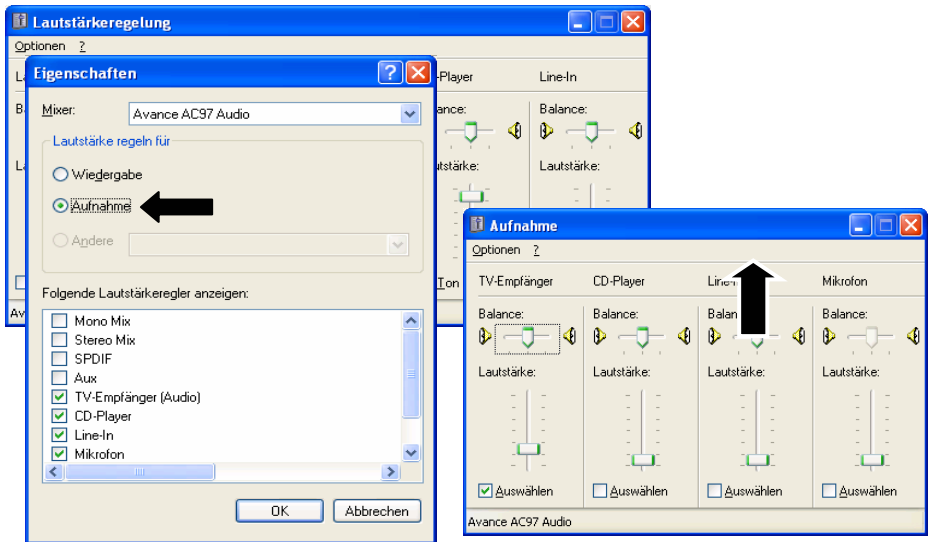 Lautstärkeregelung
Optionen ?
-Player Line-In
Balance:
Lautstärke:
Ton
Eigenschaften
Mixer: Avance AC97 Audio
Lautstärke regeln für
Wiedergabe
Aufnahme
Andere
Folgende Lautstärkeregler anzeigen:
Mono Mix
Stereo Mix
SPDIF
Aux
TV-Empfänger (Audio)
CD-Player
Line-In
Mikrofon
OK Abbrechen
Aufnahme
Optionen ?
TV-Empfänger CD-Player Mikrofon
Balance: Balance: Balan Balance:
Lautstärke: Lautstärke: Lautstärke: Lautstärke:
Auswählen Auswählen Auswählen Auswählen
Avance AC97 Audio